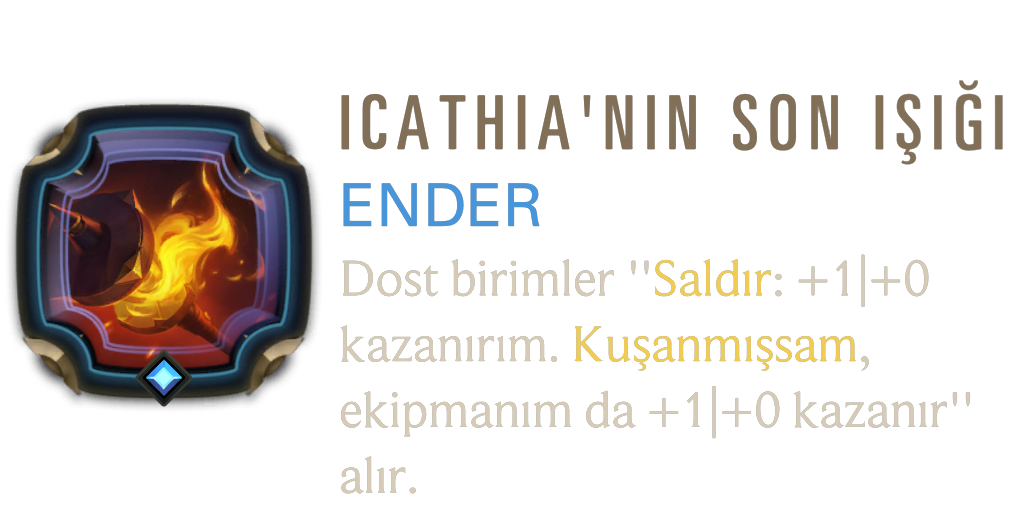 ICATHIA'NIN SON IŞIĞI
ENDER
Dost birimler "Saldır: +1|+0
kazanırım. Kuşanmışsam,
ekipmanım da +1|+0 kazanır"
alır.